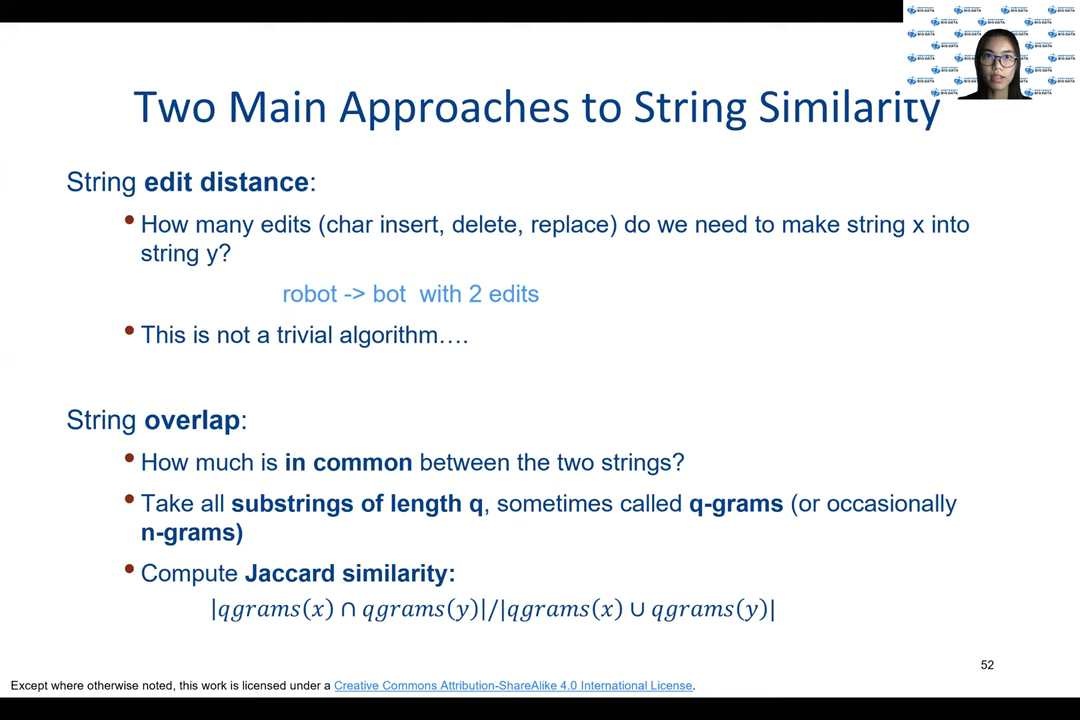 Two Main Approaches to String Similarity
String edit distance:
• How many edits (char insert, delete, replace) do we need to make string x into
string y?
robot -> bot with 2 edits
• This is not a trivial algorithm….
String overlap:
• How much is in common between the two strings?
• Take all substrings of length q, sometimes called q-grams (or occasionally
n-grams)
• Compute Jaccard similarity:
|qgrams(x) ∩ qgrams(y)|/|qgrams(x) ∪ qgrams(y)|
52
Except where otherwise noted, this work is licensed under a Creative Commons Attribution-ShareAlike 4.0 International License.